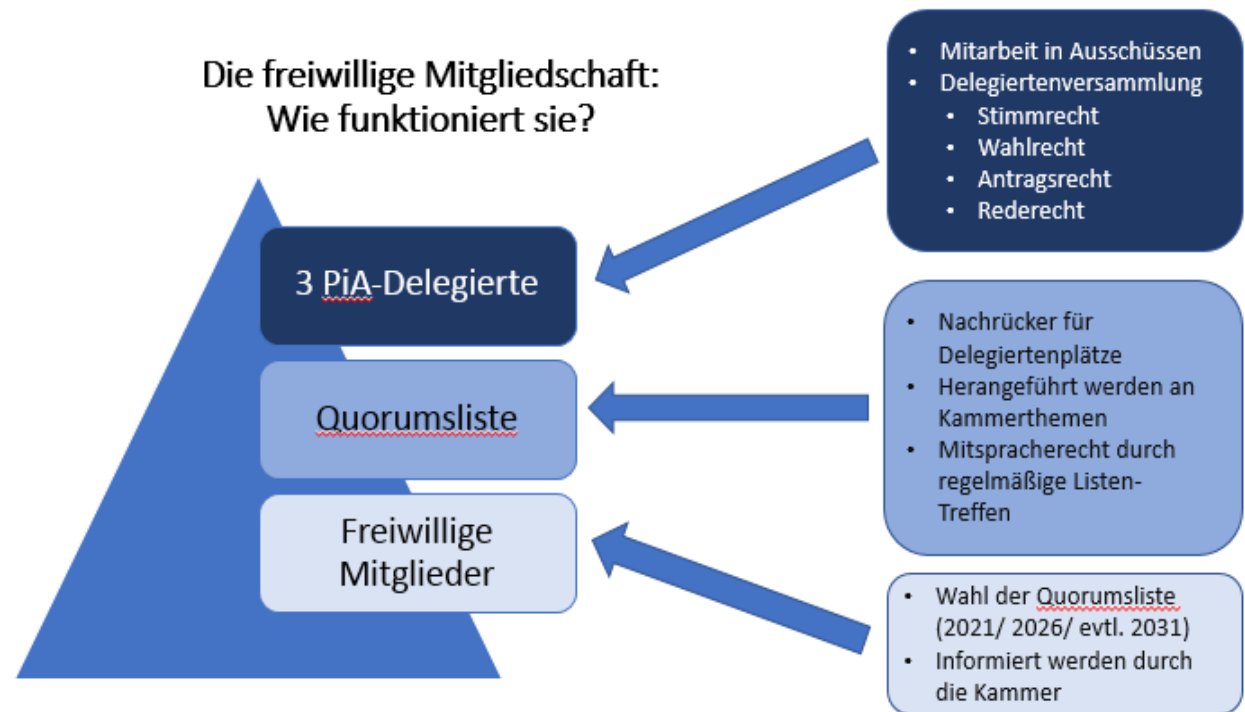 Die freiwillige Mitgliedschaft:
Wie funktioniert sie?
3 PiA-Delegierte
Quorumsliste
Freiwillige
Mitglieder
• Mitarbeit in Ausschüssen
• Delegiertenversammlung
• Stimmrecht
• Wahlrecht
• Antragsrecht
• Rederecht
• Nachrücker für
Delegiertenplätze
• Herangeführt werden an
Kammerthemen
• Mitspracherecht durch
regelmäßige Listen-
Treffen
• Wahl der Quorumsliste
(2021/ 2026/ evtl. 2031)
• Informiert werden durch
die Kammer